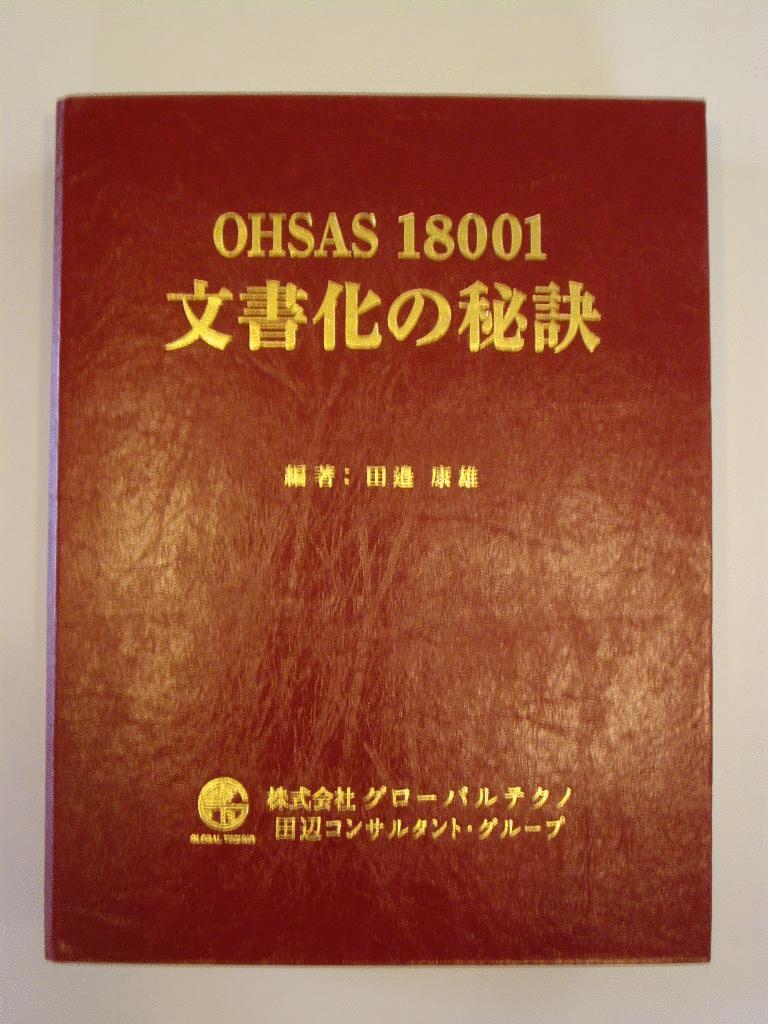 OHSAS 18001
文書化の秘訣
編著：田邉 康雄
株式会社 グローバルテクノ
田辺コンサルタント・グループ
GLOBAL TECHNO